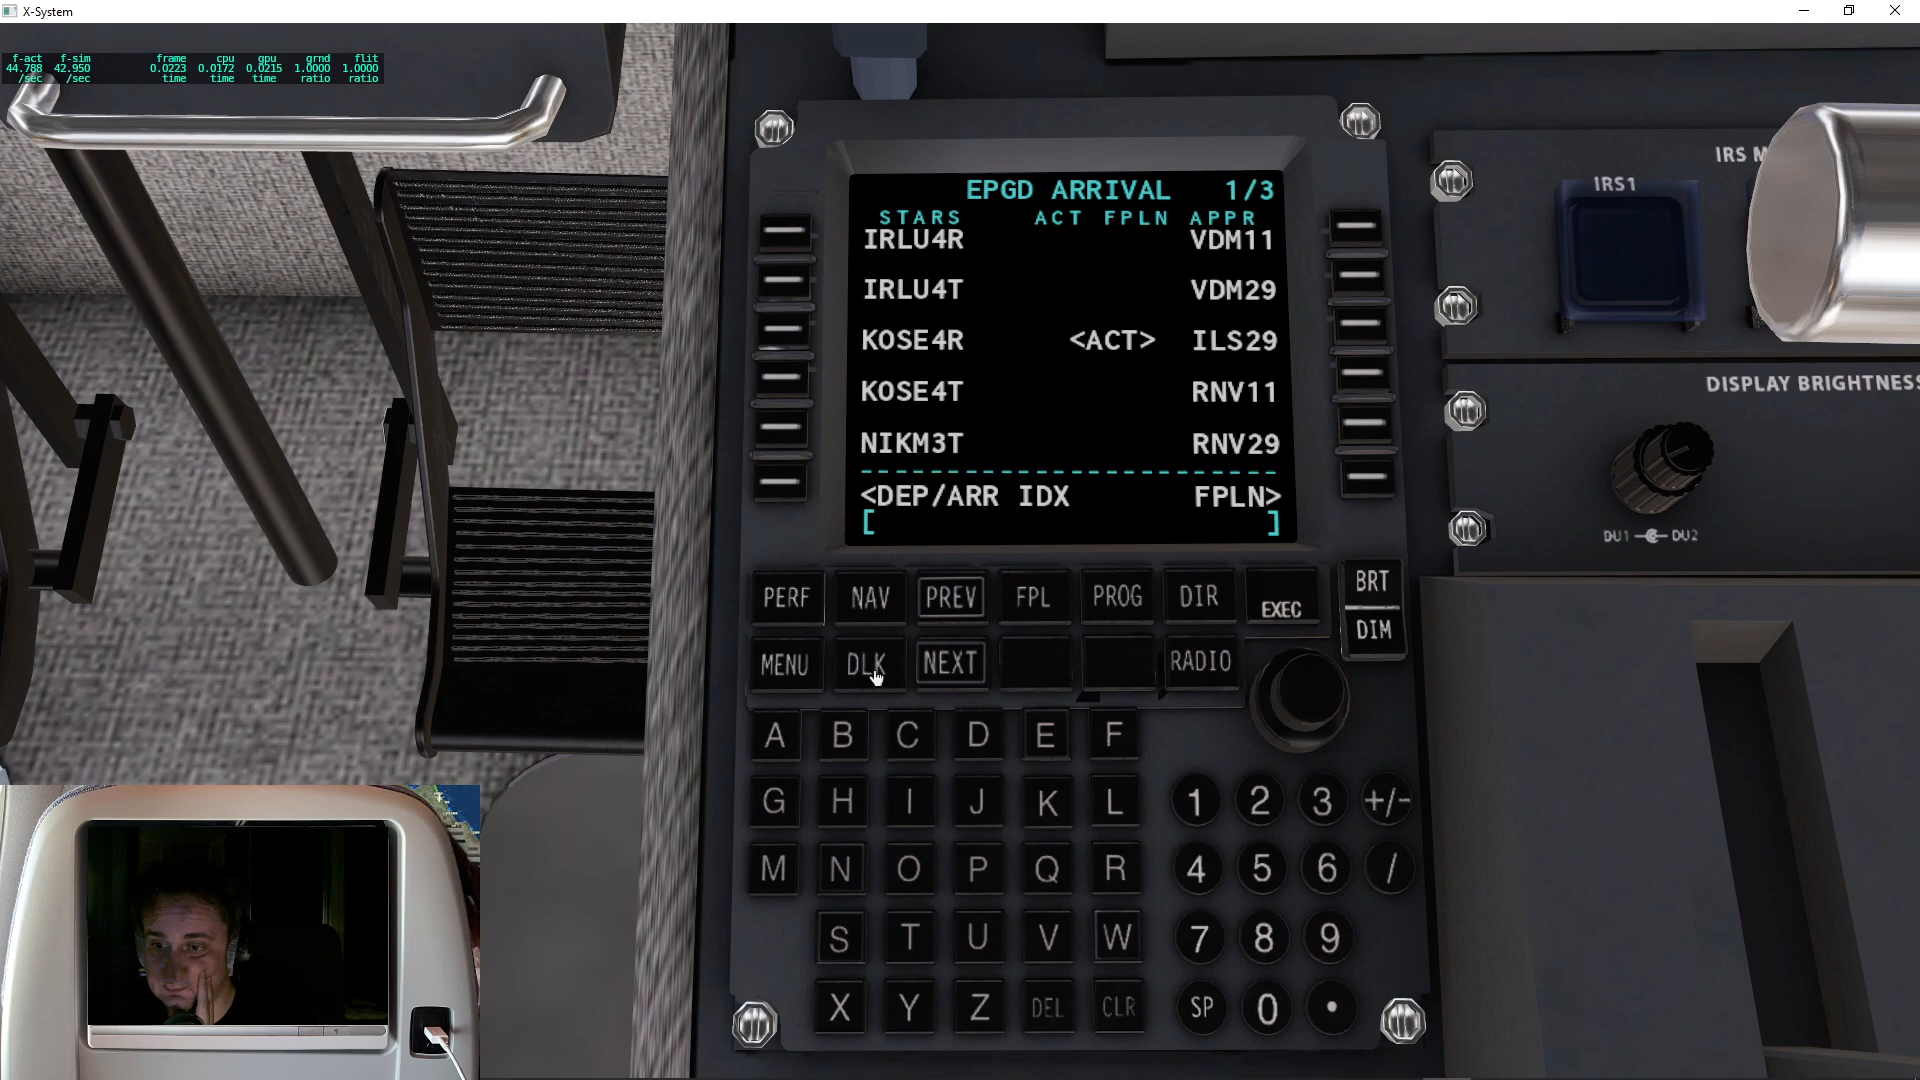 X-System
f-act f-sim frame cpu gpu grnd flit
44.788 42.950 0.0223 0.0172 0.0215 1.0000 1.0000
/sec /sec time time time ratio ratio
EPGD ARRIVAL 1/3
STARS ACT FPLN APPR
IRLU4R VDM11
IRLU4T VDM29
KOSE4R <ACT> ILS29
KOSE4T RNV11
NIKM3T RNV29
<DEP/ARR IDX FPLN>
[ ]
PERF NAV PREV FPL PROG DIR EXEC BRT
DIM
MENU DLK NEXT RADIO
A B C D E F
G H I J K L 1 2 3 +/-
M N O P Q R 4 5 6 /
S T U V W 7 8 9
X Y Z DEL CLR SP 0 •
IRS M
IRS1
DISPLAY BRIGHTNESS
DU1 DU2